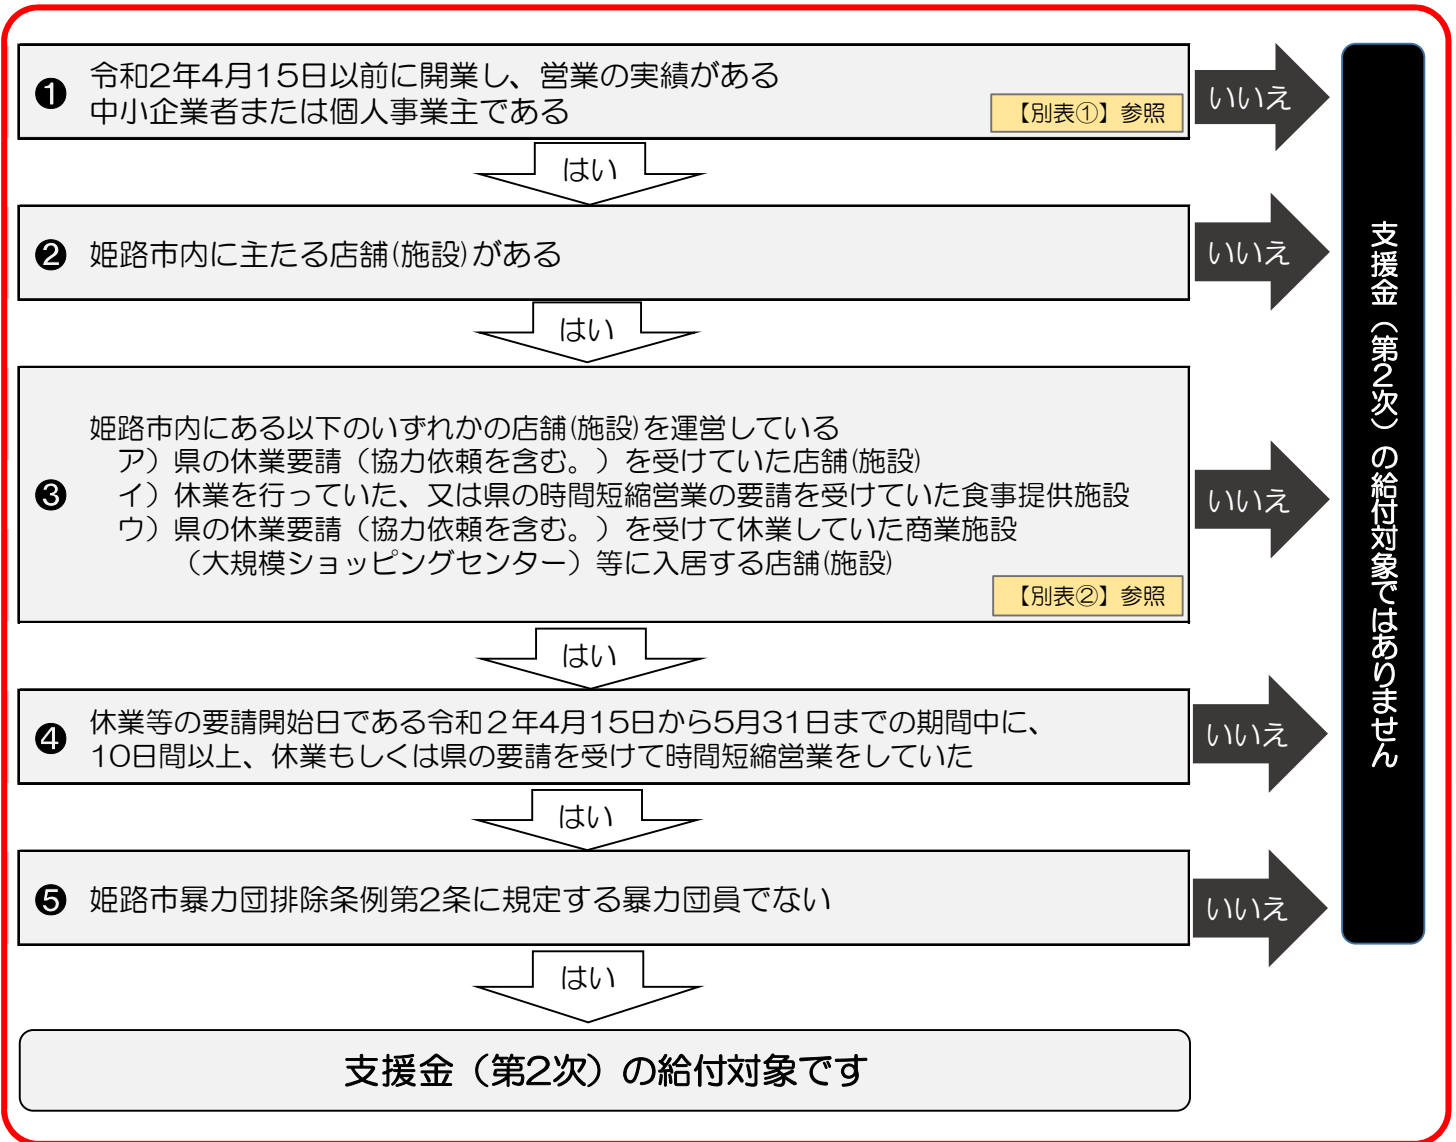 ❶ 令和2年4月15日以前に開業し、営業の実績がある
中小企業者または個人事業主である
【別表①】参照
いいえ
はい
❷ 姫路市内に主たる店舗(施設)がある
いいえ
はい
❸ 姫路市内にある以下のいずれかの店舗(施設)を運営している
ア）県の休業要請（協力依頼を含む。）を受けていた店舗(施設)
イ）休業を行っていた、又は県の時間短縮営業の要請を受けていた食事提供施設
ウ）県の休業要請（協力依頼を含む。）を受けて休業していた商業施設
（大規模ショッピングセンター）等に入居する店舗(施設)
【別表②】参照
いいえ
はい
❹ 休業等の要請開始日である令和２年4月15日から5月31日までの期間中に、
10日間以上、休業もしくは県の要請を受けて時間短縮営業をしていた
いいえ
はい
❺ 姫路市暴力団排除条例第2条に規定する暴力団員でない
いいえ
はい
支援金（第2次）の給付対象です
支援金（第2次）の給付対象ではありません